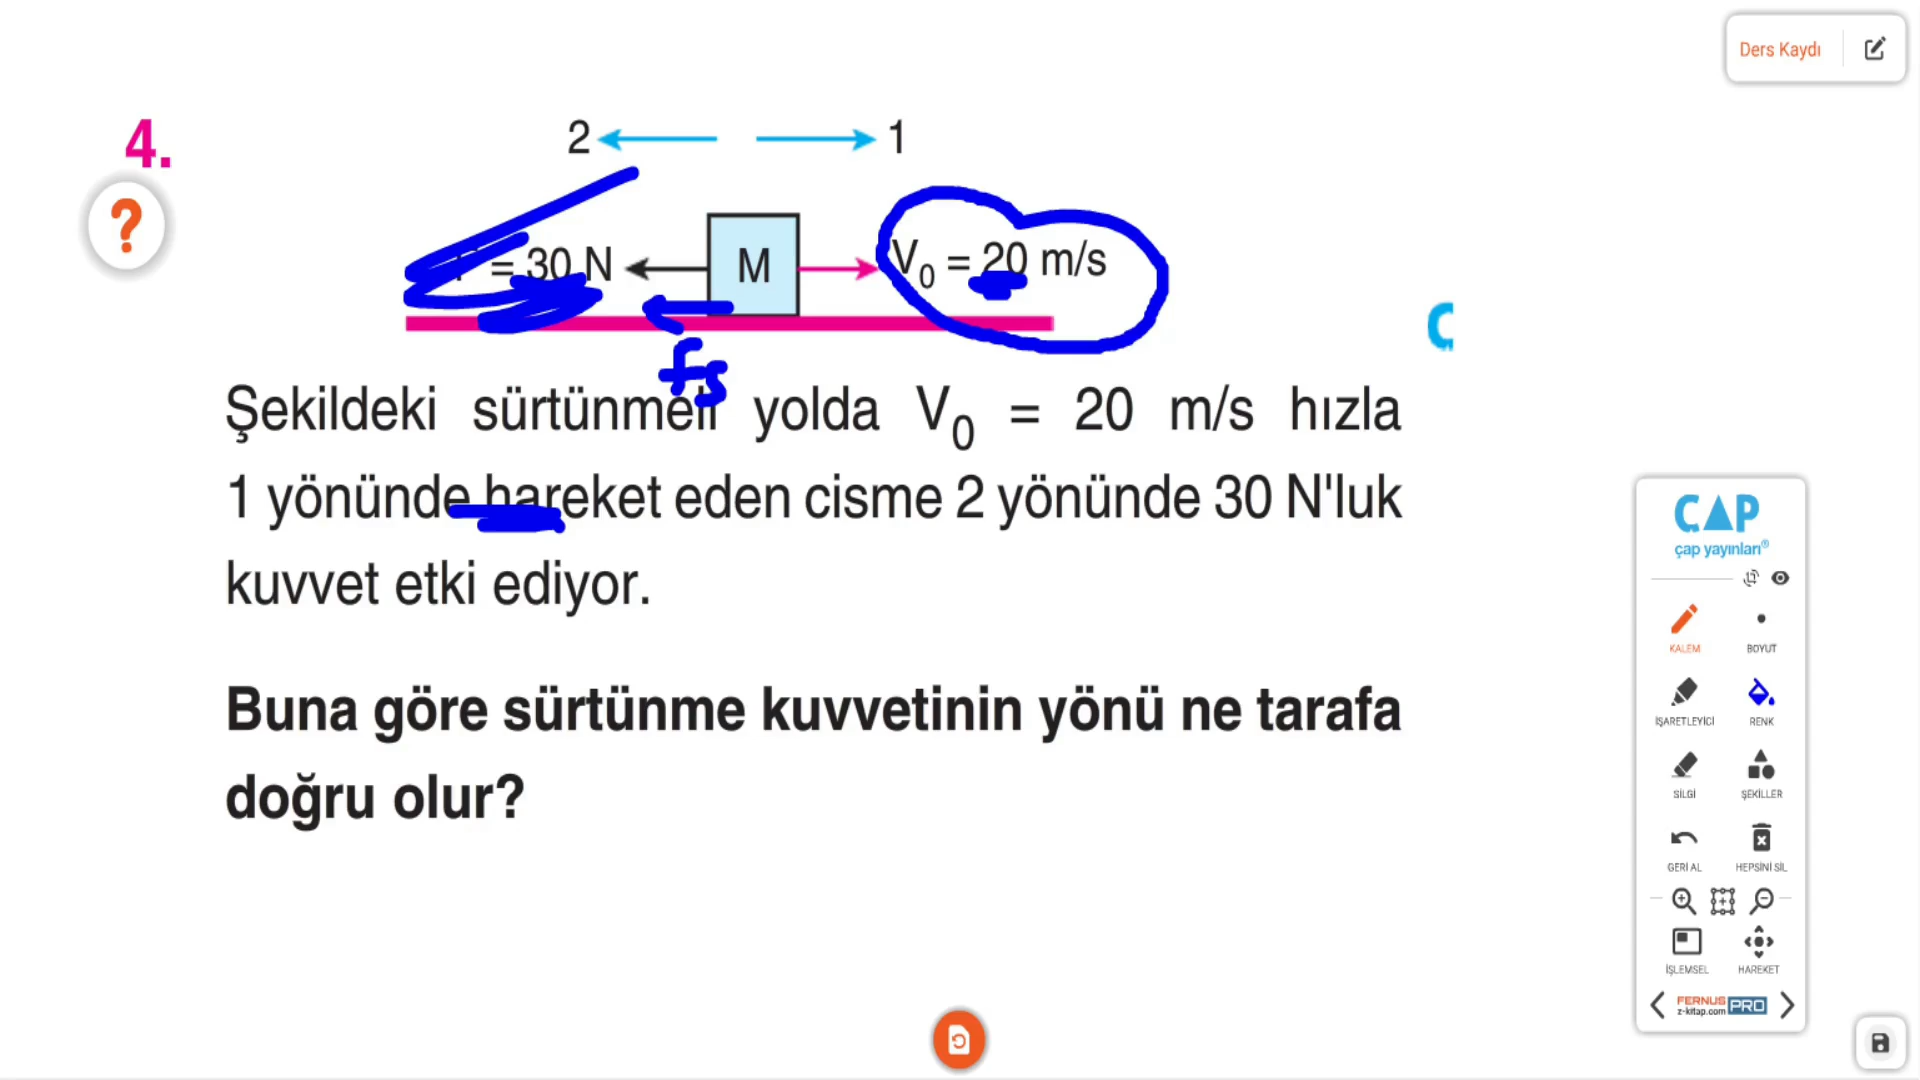 Ders Kaydı
4.
2 1
= 30 N M V0 = 20 m/s
fs
Şekildeki sürtünmeli yolda V0 = 20 m/s hızla
1 yönünde hareket eden cisme 2 yönünde 30 N'luk
kuvvet etki ediyor.
Buna göre sürtünme kuvvetinin yönü ne tarafa
doğru olur?
Ç
ÇAP
çap yayınları®
KALEM BOYUT
İŞARETLEYİCİ RENK
SİLGİ ŞEKİLLER
GERİ AL HEPSİNİ SİL
İŞLEMSEL HAREKET
FERNUS PRO
z-kitap.com